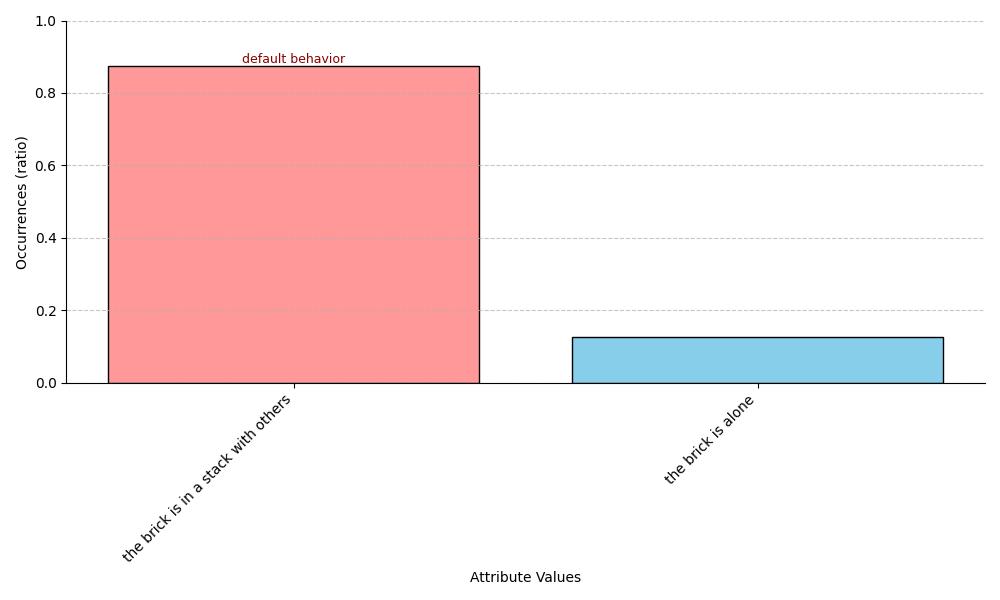 default behavior
Occurrences (ratio)
1.0
0.8
0.6
0.4
0.2
0.0
the brick is in a stack with others
the brick is alone
Attribute Values